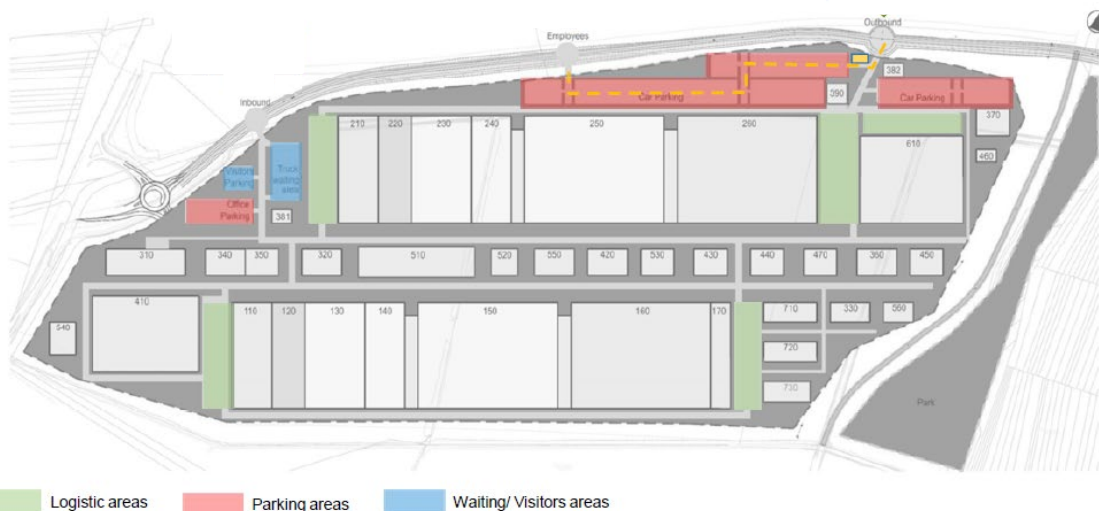 Outbound
Employees
382
Inbound
Car Parking
390
Car Parking
370
210 220 230 240 250 260
610
460
Visitors
Parking
Truck
waiting
area
Office
Parking
381
310 340 350 320 510 520 550 420 530 430 440 470 360 450
410
540
110 120 130 140 150 160 170
710 330
720
Park
Logistic areas
Parking areas
Waiting/ Visitors areas